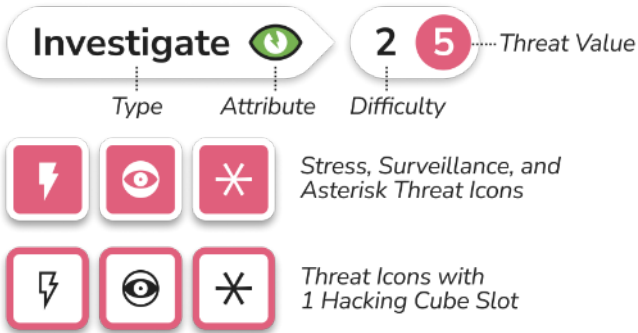 Investigate 2 5 Threat Value
Type Attribute Difficulty
Stress, Surveillance, and
Asterisk Threat Icons
Threat Icons with
1 Hacking Cube Slot